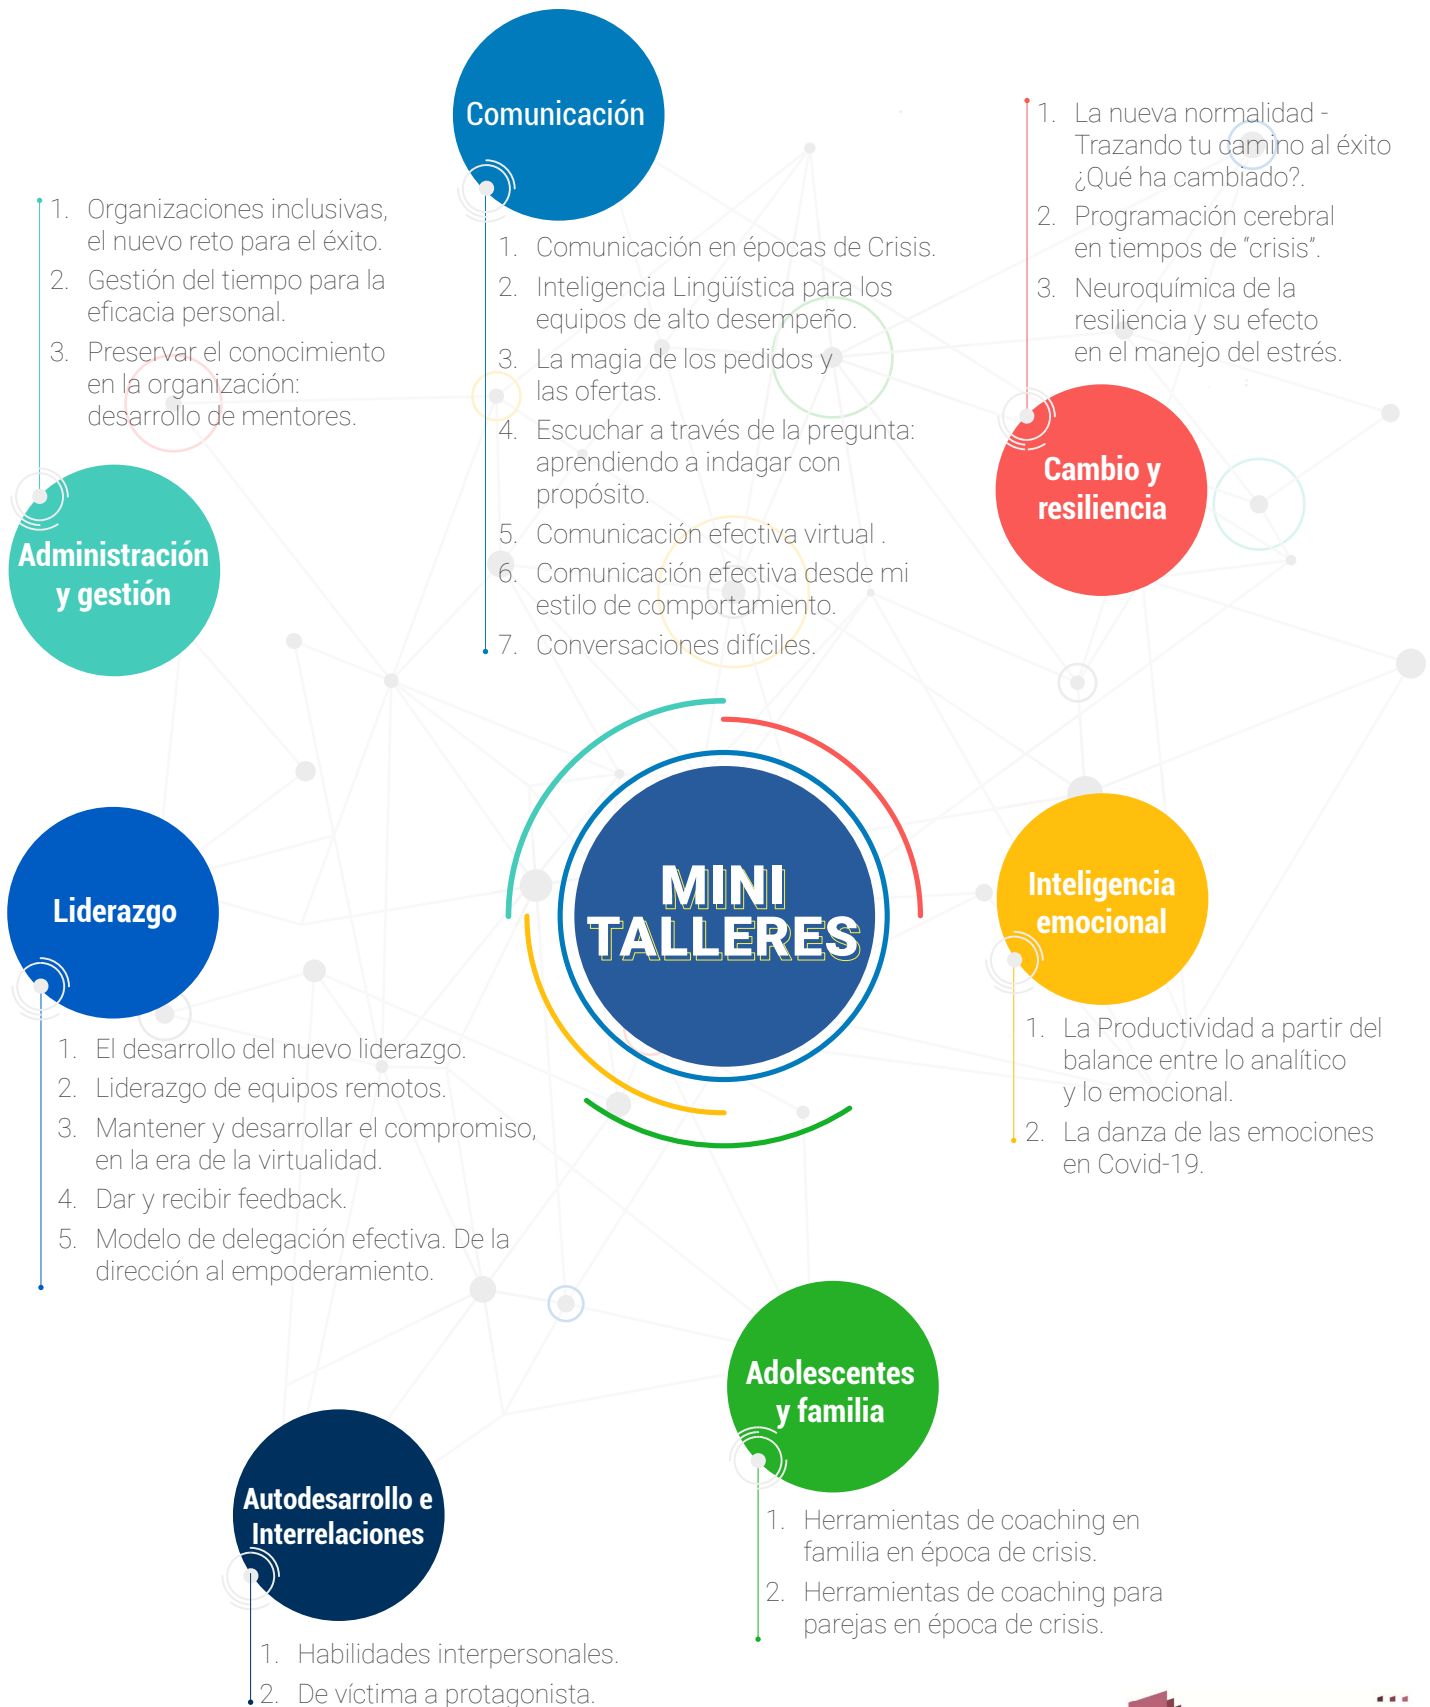 Comunicación
1. Comunicación en épocas de Crisis.
2. Inteligencia Lingüística para los
equipos de alto desempeño.
3. La magia de los pedidos y
las ofertas.
4. Escuchar a través de la pregunta:
aprendiendo a indagar con
propósito.
5. Comunicación efectiva virtual .
6. Comunicación efectiva desde mi
estilo de comportamiento.
7. Conversaciones difíciles.
1. Organizaciones inclusivas,
el nuevo reto para el éxito.
2. Gestión del tiempo para la
eficacia personal.
3. Preservar el conocimiento
en la organización:
desarrollo de mentores.
Administración
y gestión
1. La nueva normalidad -
Trazando tu camino al éxito
¿Qué ha cambiado?.
2. Programación cerebral
en tiempos de "crisis".
3. Neuroquímica de la
resiliencia y su efecto
en el manejo del estrés.
Cambio y
resiliencia
MINI
TALLERES
Liderazgo
1. El desarrollo del nuevo liderazgo.
2. Liderazgo de equipos remotos.
3. Mantener y desarrollar el compromiso,
en la era de la virtualidad.
4. Dar y recibir feedback.
5. Modelo de delegación efectiva. De la
dirección al empoderamiento.
Inteligencia
emocional
1. La Productividad a partir del
balance entre lo analítico
y lo emocional.
2. La danza de las emociones
en Covid-19.
Adolescentes
y familia
1. Herramientas de coaching en
familia en época de crisis.
2. Herramientas de coaching para
parejas en época de crisis.
Autodesarrollo e
Interrelaciones
1. Habilidades interpersonales.
2. De víctima a protagonista.